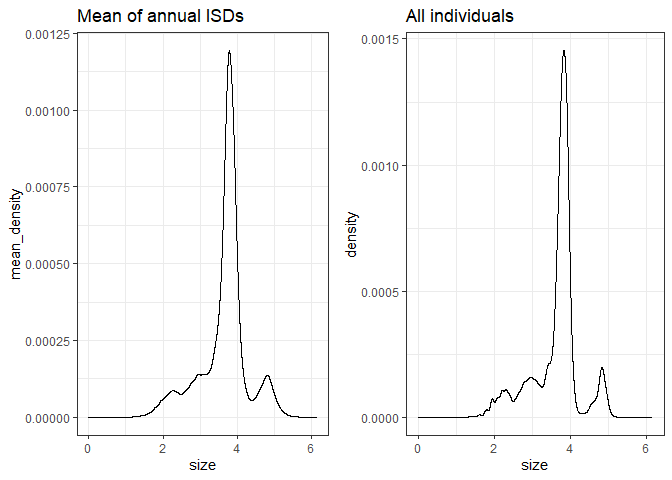 Mean of annual ISDs
0.00125
0.00100
0.00075
0.00050
0.00025
0.00000
mean_density
0 2 4 6
size
All individuals
0.0015
0.0010
0.0005
0.0000
density
0 2 4 6
size